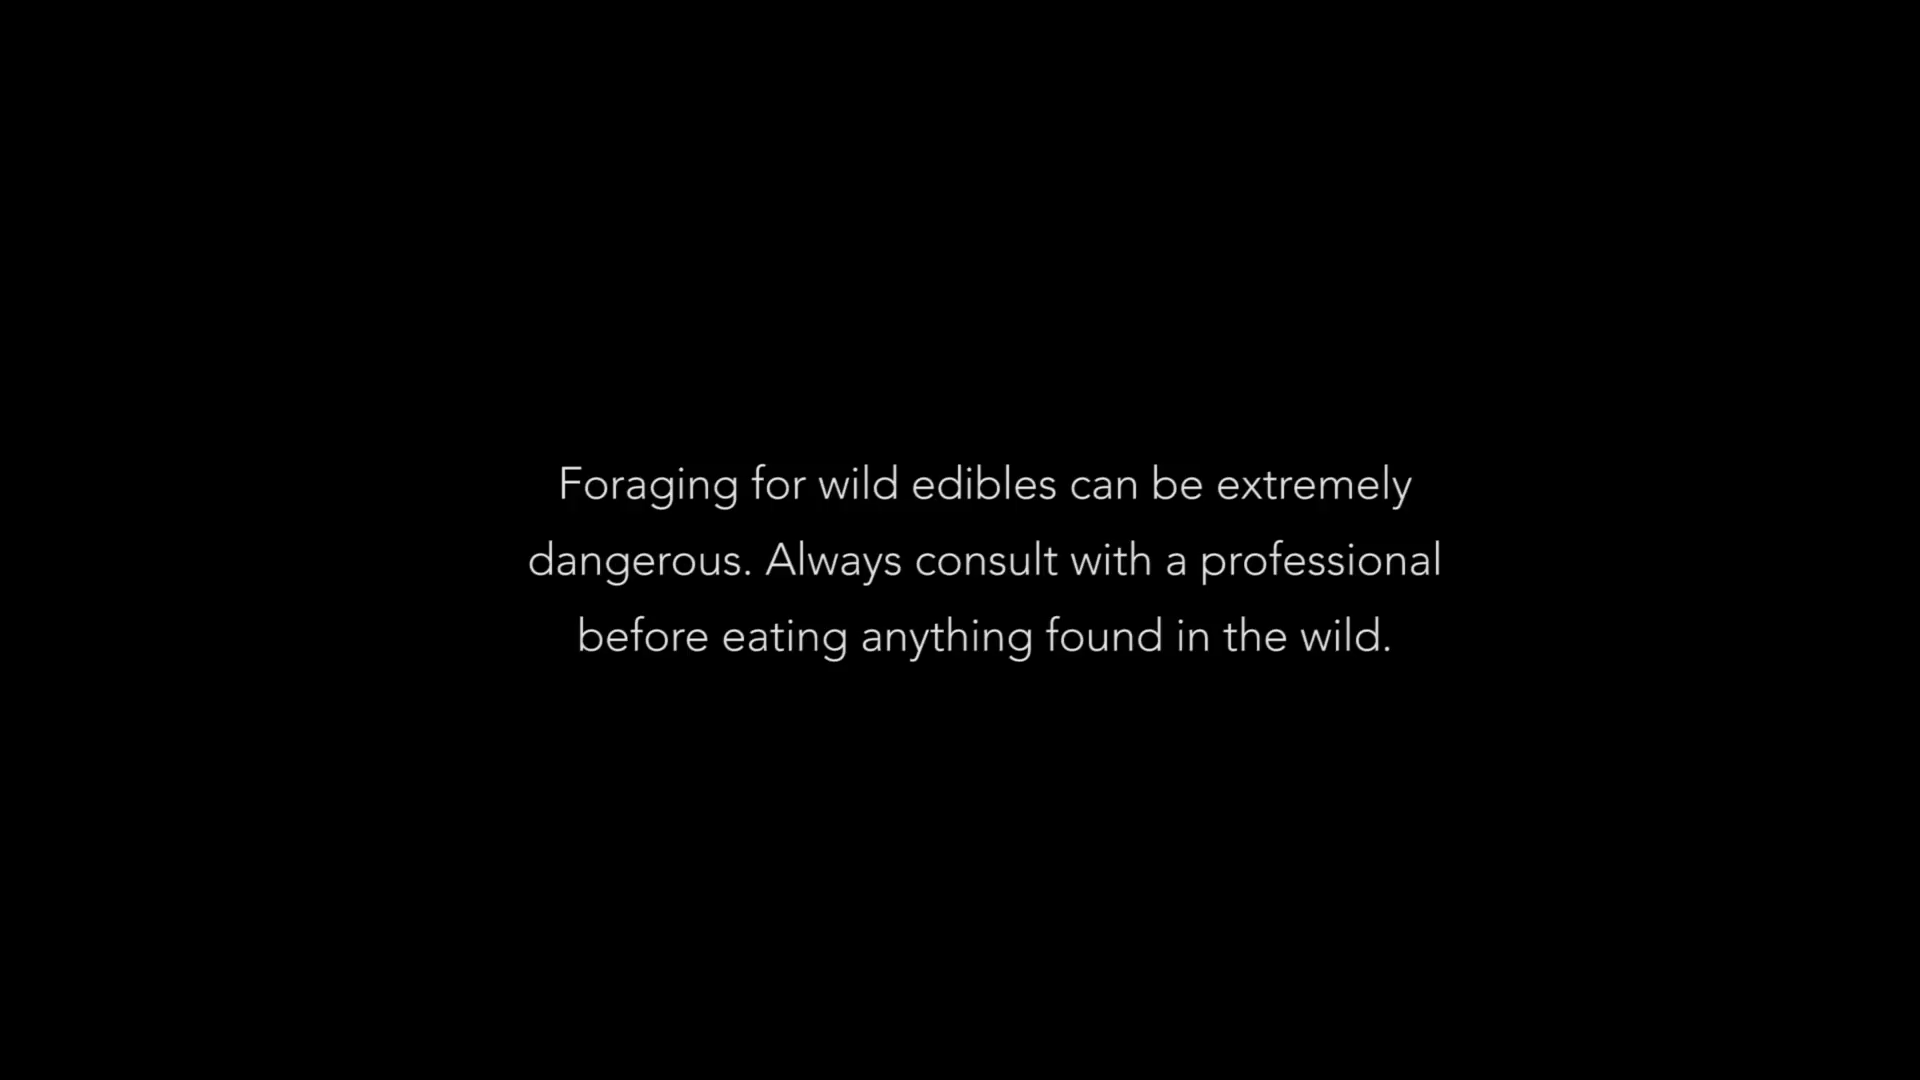 Foraging for wild edibles can be extremely
dangerous. Always consult with a professional
before eating anything found in the wild.